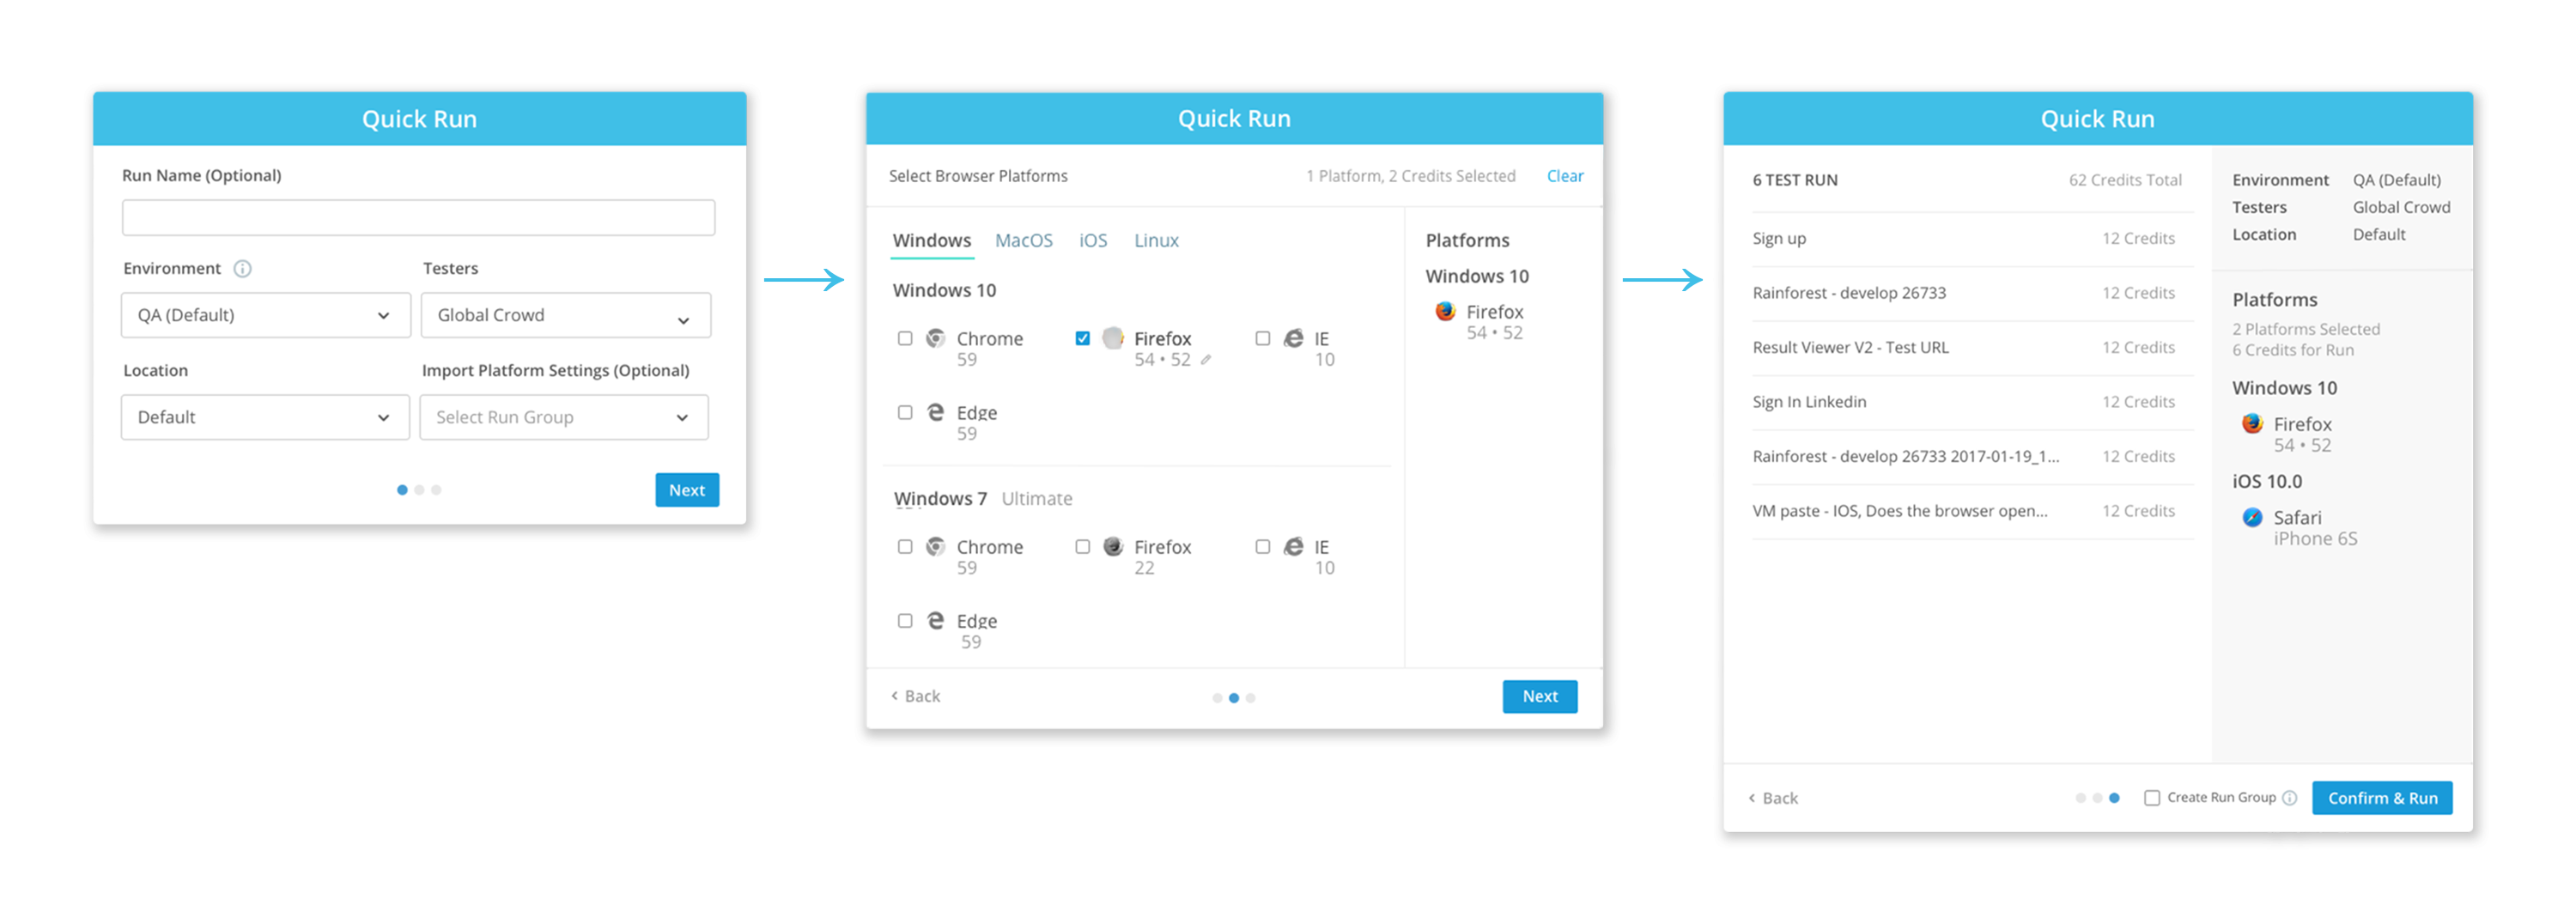 Quick Run
Run Name (Optional)
Environment
Testers
QA (Default)
Global Crowd
Location
Import Platform Settings (Optional)
Default
Select Run Group
Next
Quick Run
Select Browser Platforms
1 Platform, 2 Credits Selected
Clear
Windows MacOS iOS Linux
Windows 10
Chrome
59
Firefox
54 • 52
IE
10
Edge
59
Windows 7 Ultimate
Chrome
59
Firefox
22
IE
10
Edge
59
Platforms
Windows 10
Firefox
54 • 52
< Back
Next
Quick Run
6 TEST RUN
62 Credits Total
Sign up
12 Credits
Rainforest - develop 26733
12 Credits
Result Viewer V2 - Test URL
12 Credits
Sign In Linkedin
12 Credits
Rainforest - develop 26733 2017-01-19_1...
12 Credits
VM paste - IOS, Does the browser open...
12 Credits
Environment QA (Default)
Testers Global Crowd
Location Default
Platforms
2 Platforms Selected
6 Credits for Run
Windows 10
Firefox
54 • 52
iOS 10.0
Safari
iPhone 6S
< Back
Create Run Group
Confirm & Run